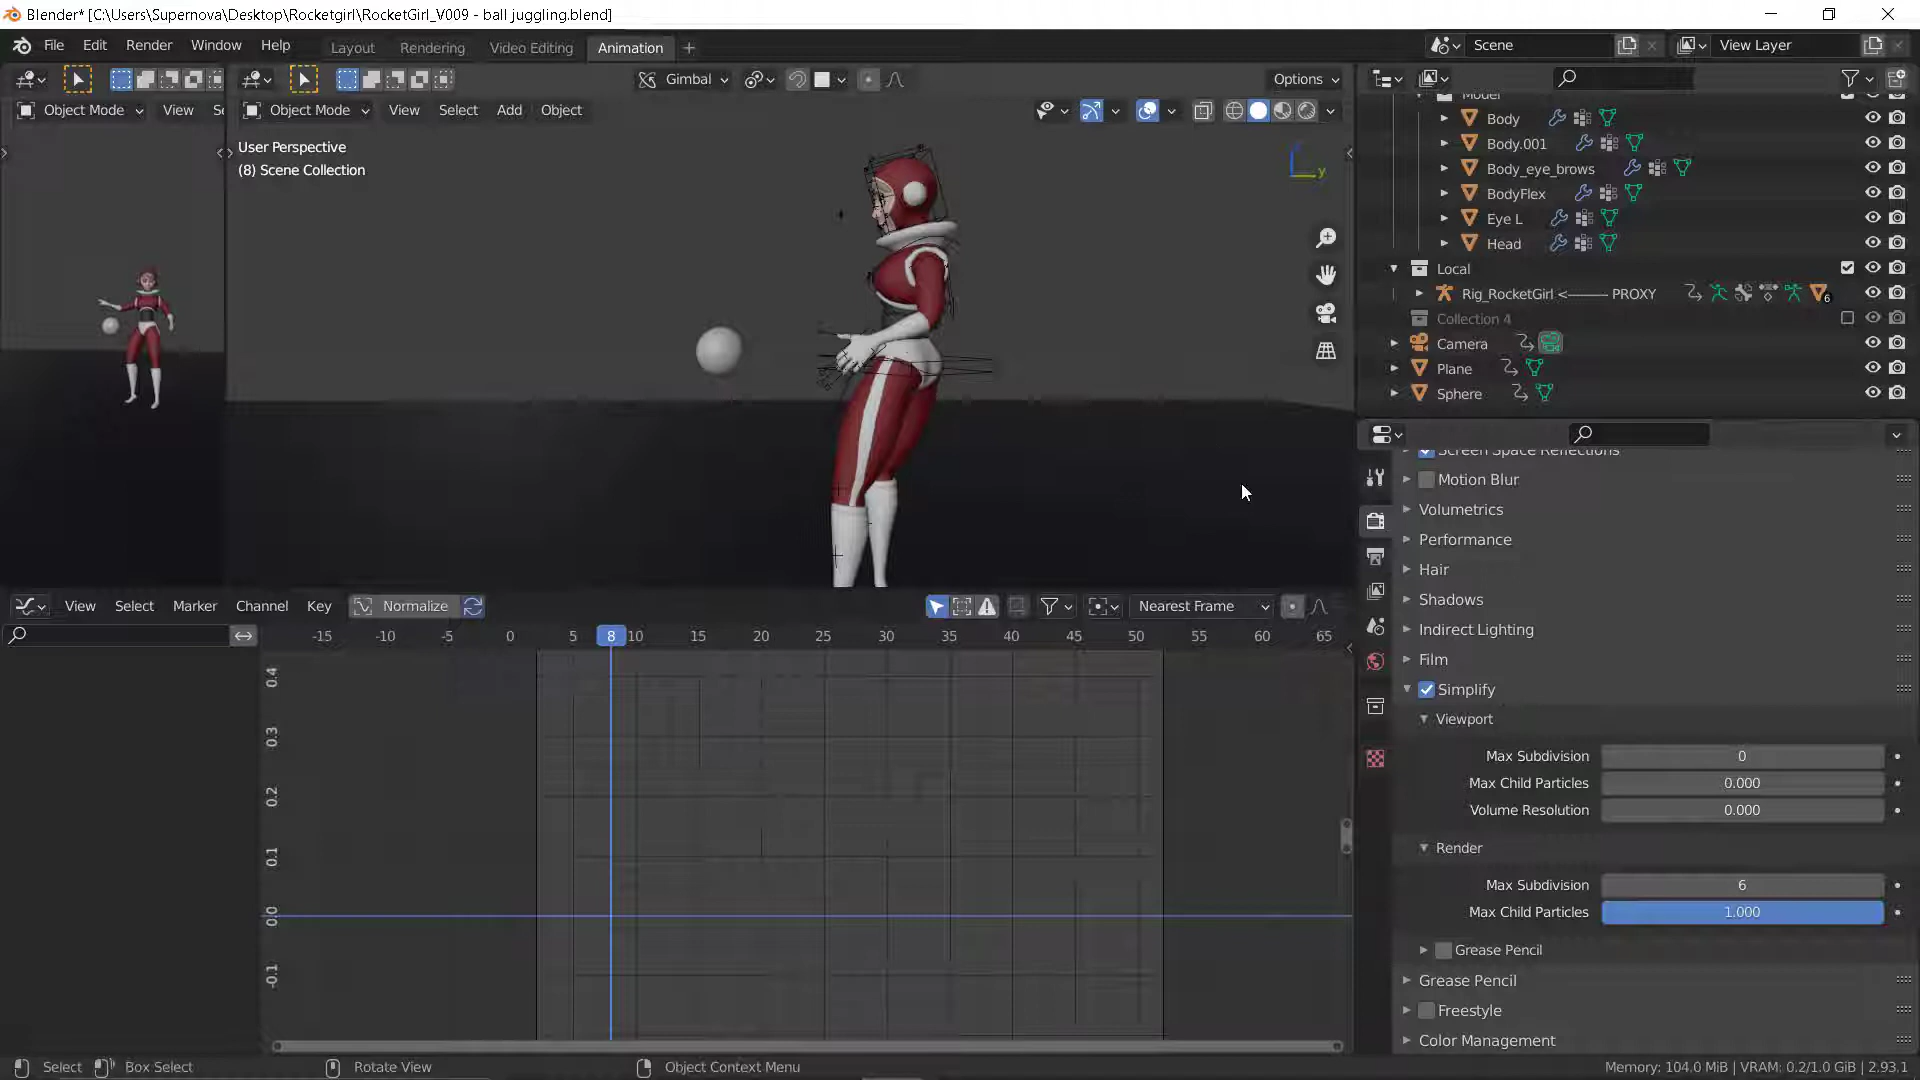 Blender* [C:\Users\Supernova\Desktop\Rocketgirl\RocketGirl_V009 - ball juggling.blend]
File Edit Render Window Help Layout Rendering Video Editing Animation + Scene View Layer
Gimbal Options
Object Mode View Object Mode View Select Add Object
User Perspective
(8) Scene Collection
y
Model
Body
Body.001
Body_eye_brows
BodyFlex
Eye L
Head
Local
Rig_RocketGirl <——— PROXY
6
Collection 4
Camera
Plane
Sphere
Screen Space Reflections
Motion Blur
Volumetrics
Performance
Hair
Shadows
Indirect Lighting
Film
Simplify
Viewport
Max Subdivision 0
Max Child Particles 0.000
Volume Resolution 0.000
Render
Max Subdivision 6
Max Child Particles 1.000
Grease Pencil
Grease Pencil
Freestyle
Color Management
View Select Marker Channel Key Normalize Nearest Frame
-15 -10 -5 0 5 8 10 15 20 25 30 35 40 45 50 55 60 65
0.4
0.3
0.2
0.1
0.0
-0.1
Select Box Select Rotate View Object Context Menu Memory: 104.0 MiB | VRAM: 0.2/1.0 GiB | 2.93.1